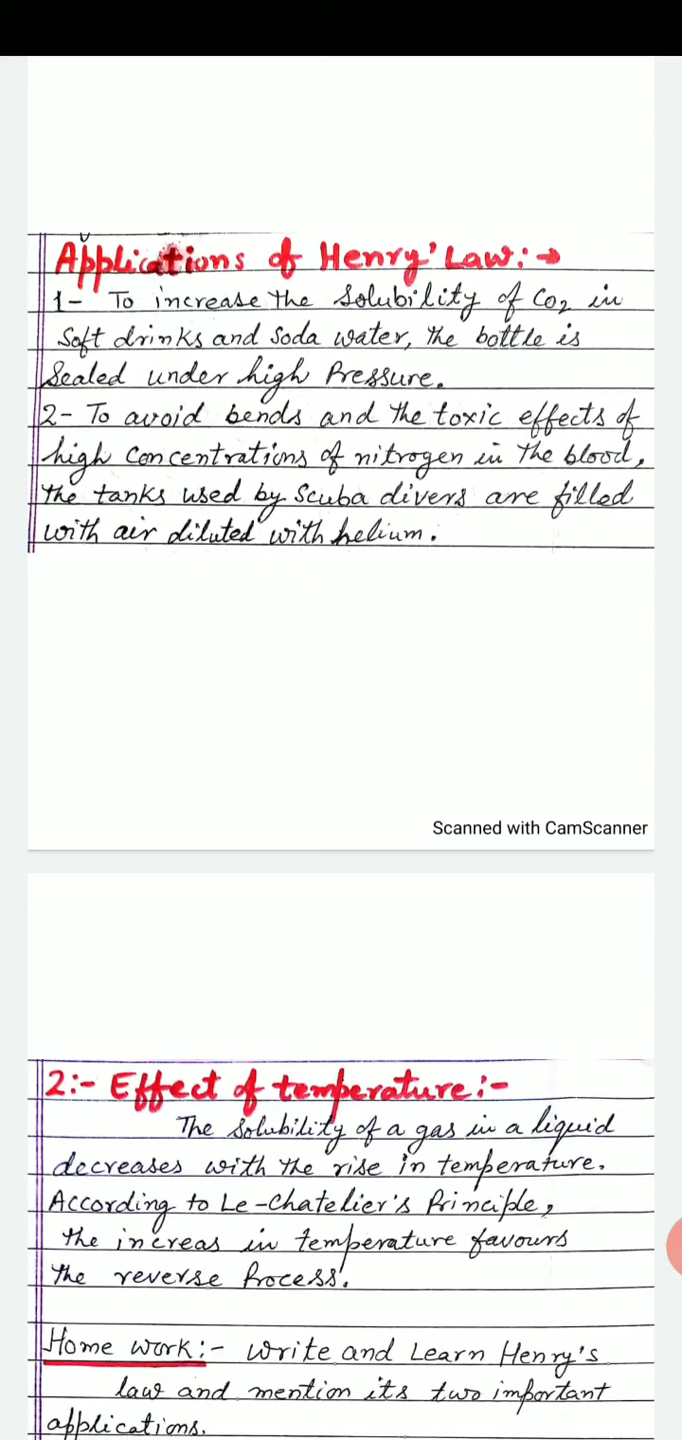 Applications of Henry' Law:→
1- To increase the Solubility of Co2 in
Soft drinks and Soda water, the bottle is
Sealed under high Pressure.
2- To avoid bends and the toxic effects of
high Concentrations of nitrogen in the blood,
the tanks used by Scuba divers are filled
with air diluted with helium.
Scanned with CamScanner
2:- Effect of temperature:-
The Solubility of a gas in a liquid
decreases with the rise in temperature.
According to Le-Chatelier's Principle,
the increas in temperature favours
the reverse Process.
Home work:- Write and Learn Henry's
law and mention its two important
applications.